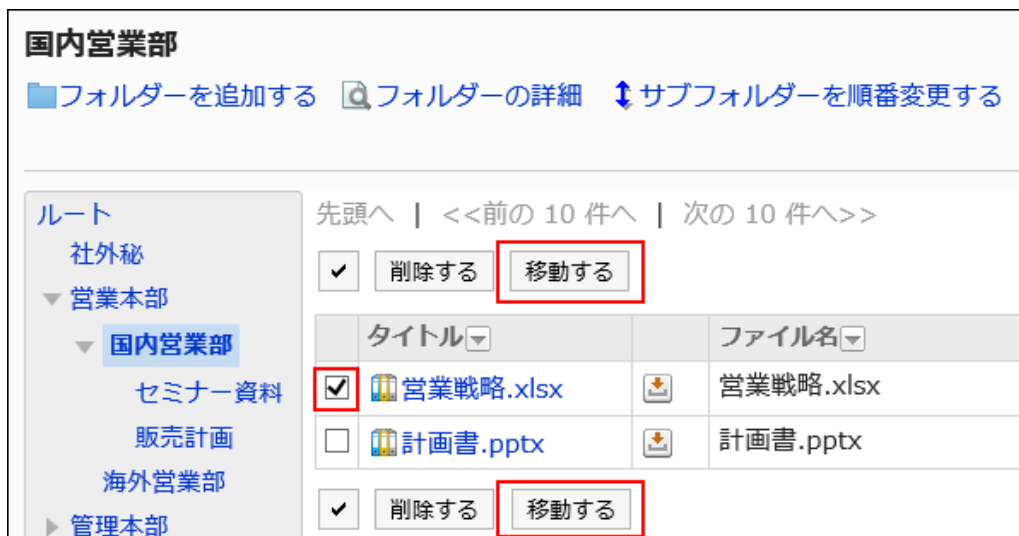 国内営業部
フォルダーを追加する フォルダーの詳細 サブフォルダーを順番変更する
ルート
社外秘
営業本部
国内営業部
セミナー資料
販売計画
海外営業部
管理本部
先頭へ | <<前の 10 件へ | 次の 10 件へ>>
削除する 移動する
タイトル ファイル名
営業戦略.xlsx 営業戦略.xlsx
計画書.pptx 計画書.pptx
削除する 移動する